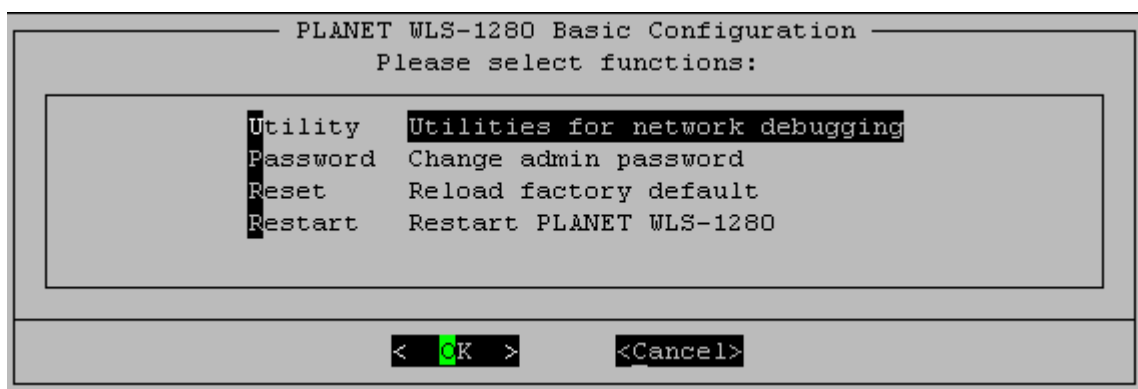 PLANET WLS-1280 Basic Configuration
Please select functions:
Utility Utilities for network debugging
Password Change admin password
Reset Reload factory default
Restart Restart PLANET WLS-1280
< OK > <Cancel>